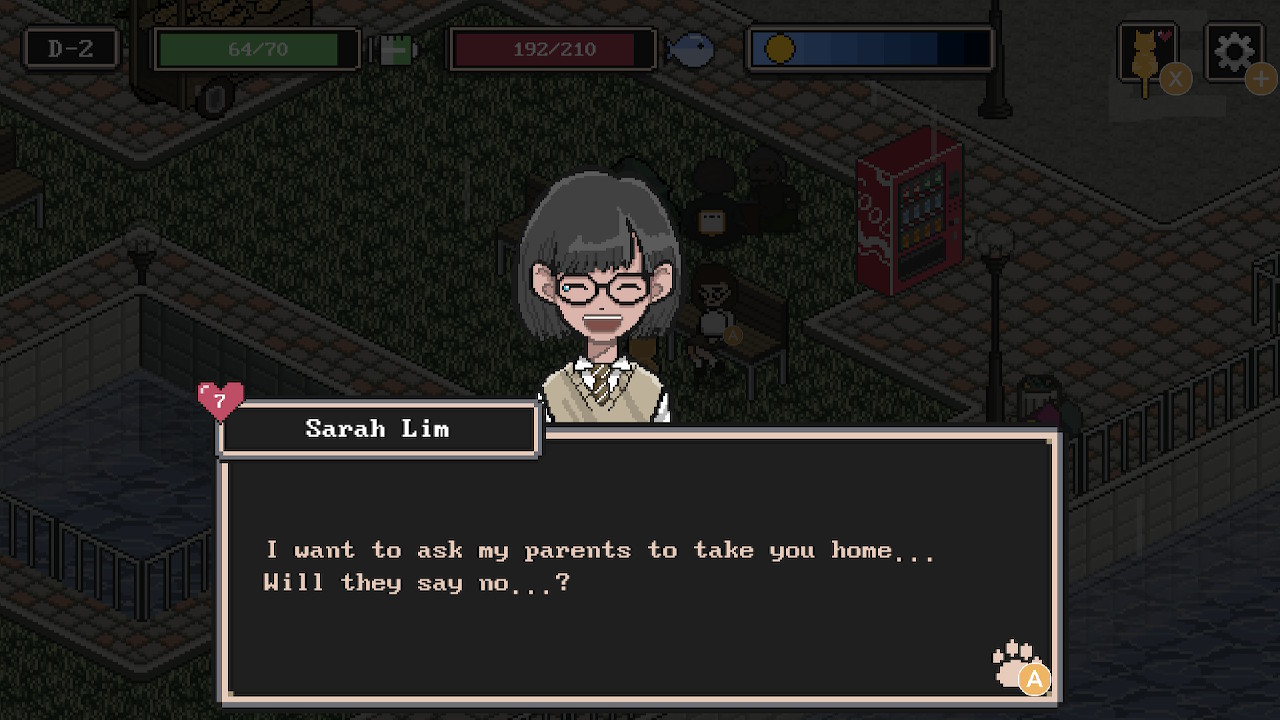 D-2
64/70
192/210
X
+
A
7
Sarah Lim
I want to ask my parents to take you home...
Will they say no...?
A